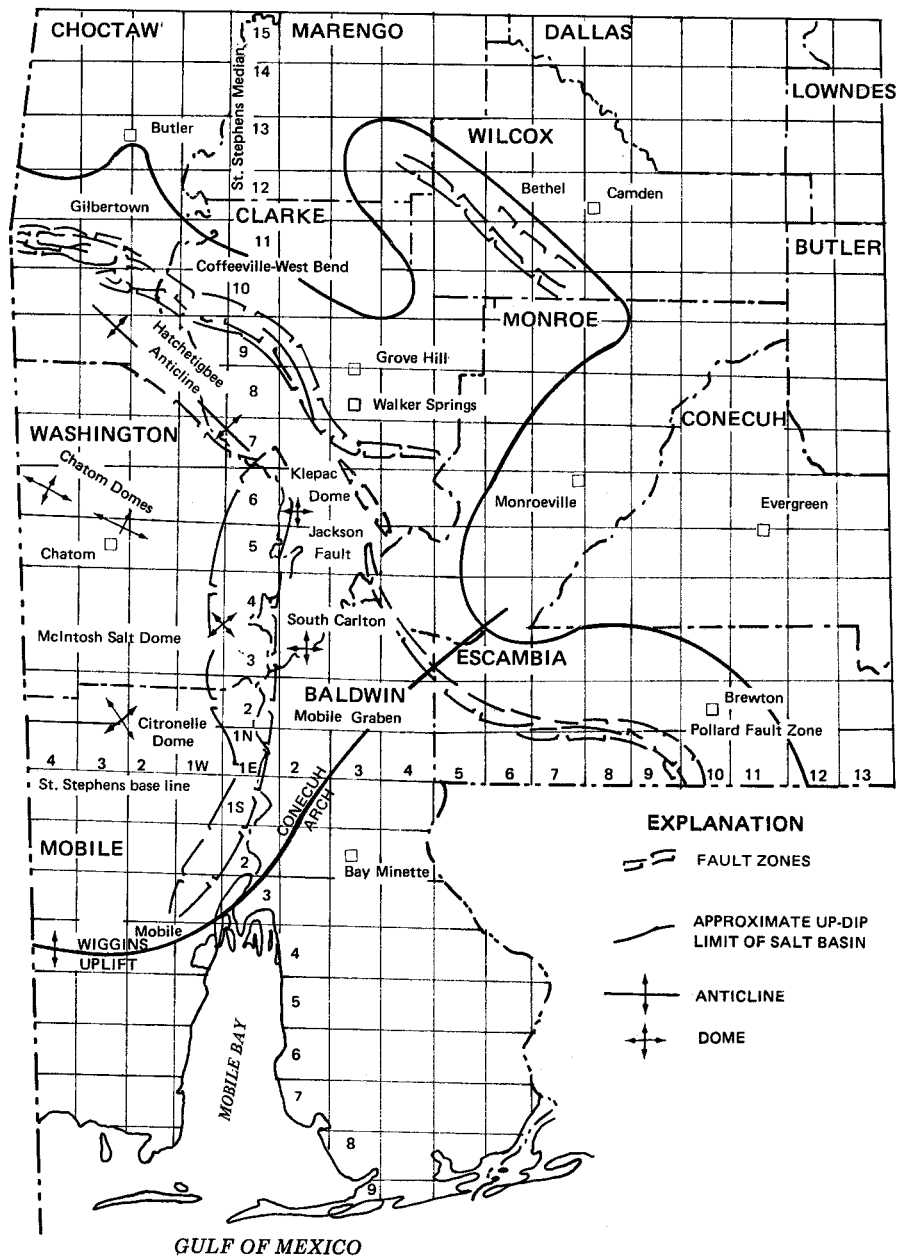 CHOCTAW
15
MARENGO
DALLAS
14
LOWNDES
St. Stephens Median
13
Butler
WILCOX
12
Bethel
Camden
Gilbertown
CLARKE
11
BUTLER
Coffeeville-West Bend
10
MONROE
Hatchetigbee
Anticline
9
Grove Hill
8
Walker Springs
WASHINGTON
7
CONECUH
Chatom Domes
Klepac
Dome
6
Monroeville
Evergreen
Jackson
Fault
5
Chatom
4
South Carlton
McIntosh Salt Dome
3
ESCAMBIA
BALDWIN
2
Mobile Graben
Brewton
Citronelle
Dome
1N
Pollard Fault Zone
4 3 2 1W 1E 2 3 4 5 6 7 8 9 10 11 12 13
St. Stephens base line
1S
CONECUH
ARCH
MOBILE
2
Bay Minette
3
Mobile
WIGGINS
UPLIFT
4
5
6
7
8
9
MOBILE BAY
GULF OF MEXICO
EXPLANATION
FAULT ZONES
APPROXIMATE UP-DIP
LIMIT OF SALT BASIN
ANTICLINE
DOME